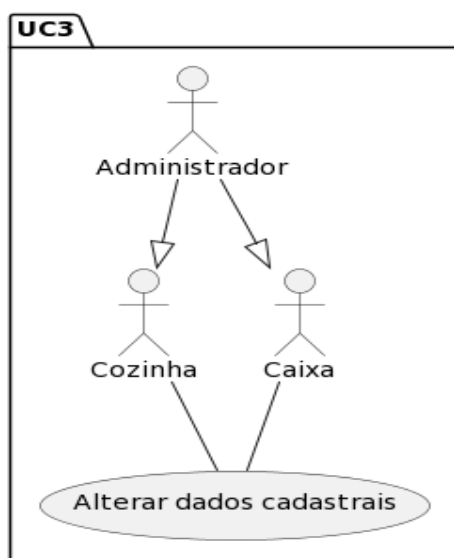 UC3
Administrador
Cozinha
Caixa
Alterar dados cadastrais